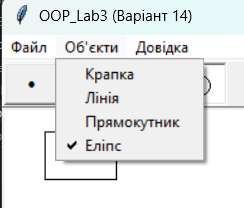 OOP_Lab3 (Варіант 14)
Файл Об'єкти Довідка
Крапка
Лінія
Прямокутник
Еліпс